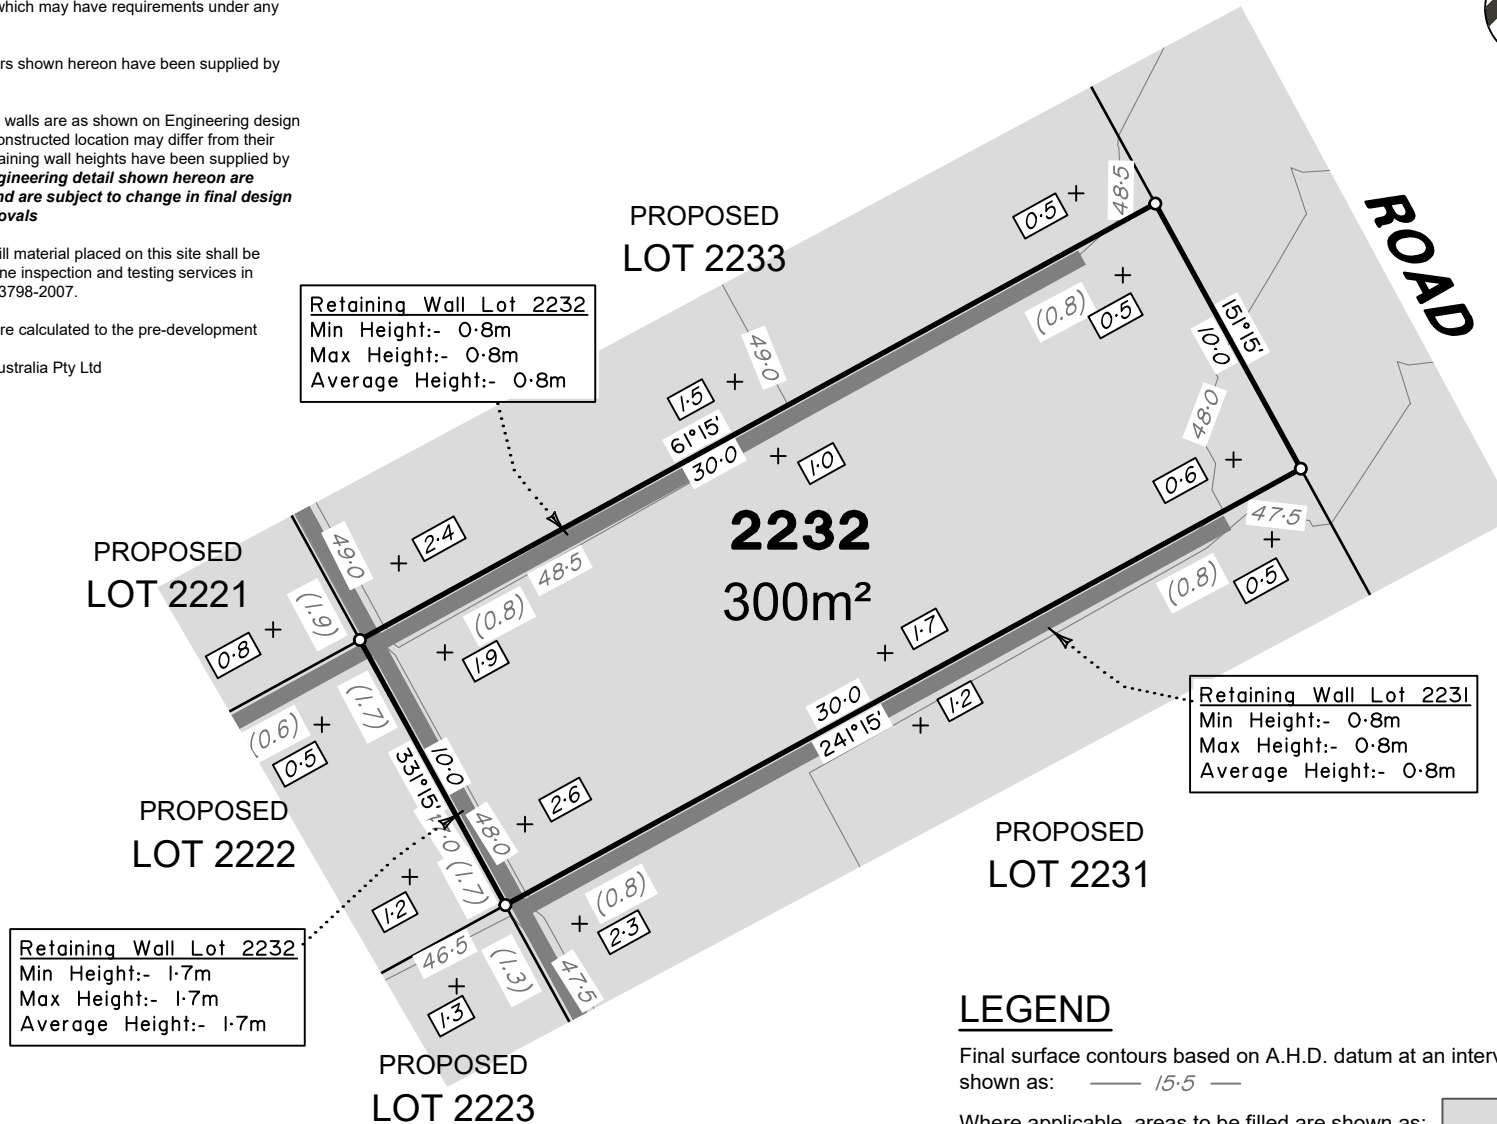 which may have requirements under any
rs shown hereon have been supplied by
walls are as shown on Engineering design
onstructed location may differ from their
aining wall heights have been supplied by
gineering detail shown hereon are
nd are subject to change in final design
ovals
ill material placed on this site shall be
ne inspection and testing services in
3798-2007.
re calculated to the pre-development
ustralia Pty Ltd
PROPOSED
LOT 2233
ROAD
Retaining Wall Lot 2232
Min Height:- 0·8m
Max Height:- 0·8m
Average Height:- 0·8m
48·5
0·5
(0.8)
0·5
151°15'
10·0
49·0
1·5
61°15'
30·0
1·0
48·0
0·6
47·5
(0.8)
0·5
2232
300m²
PROPOSED
LOT 2221
49·0
2·4
48·5
(1.9)
0·8
(0.8)
1·9
(1.7)
(0.6)
0·5
1·7
30·0
241°15'
1·2
Retaining Wall Lot 2231
Min Height:- 0·8m
Max Height:- 0·8m
Average Height:- 0·8m
331°15'
10·0
2·6
48·0
PROPOSED
LOT 2222
(1.7)
1·2
(0.8)
2·3
PROPOSED
LOT 2231
Retaining Wall Lot 2232
Min Height:- 1·7m
Max Height:- 1·7m
Average Height:- 1·7m
46·5
(1.3)
47·5
1·3
PROPOSED
LOT 2223
LEGEND
Final surface contours based on A.H.D. datum at an interv
shown as: 15·5
Where applicable, areas to be filled are shown as: